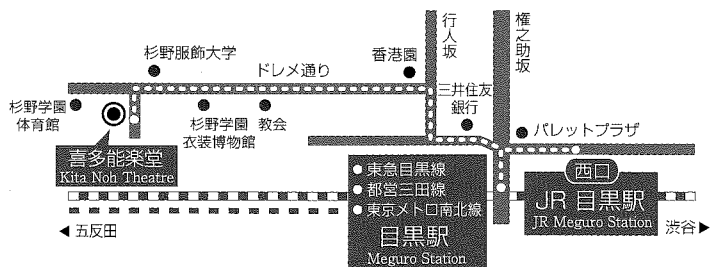 行人坂
権之助坂
杉野服飾大学
香港園
ドレメ通り
三井住友
銀行
杉野学園
体育館
杉野学園
衣装博物館
教会
パレットプラザ
喜多能楽堂
Kita Noh Theatre
東急目黒線
都営三田線
東京メトロ南北線
目黒駅
Meguro Station
西口
JR 目黒駅
JR Meguro Station
◀ 五反田
渋谷 ▶